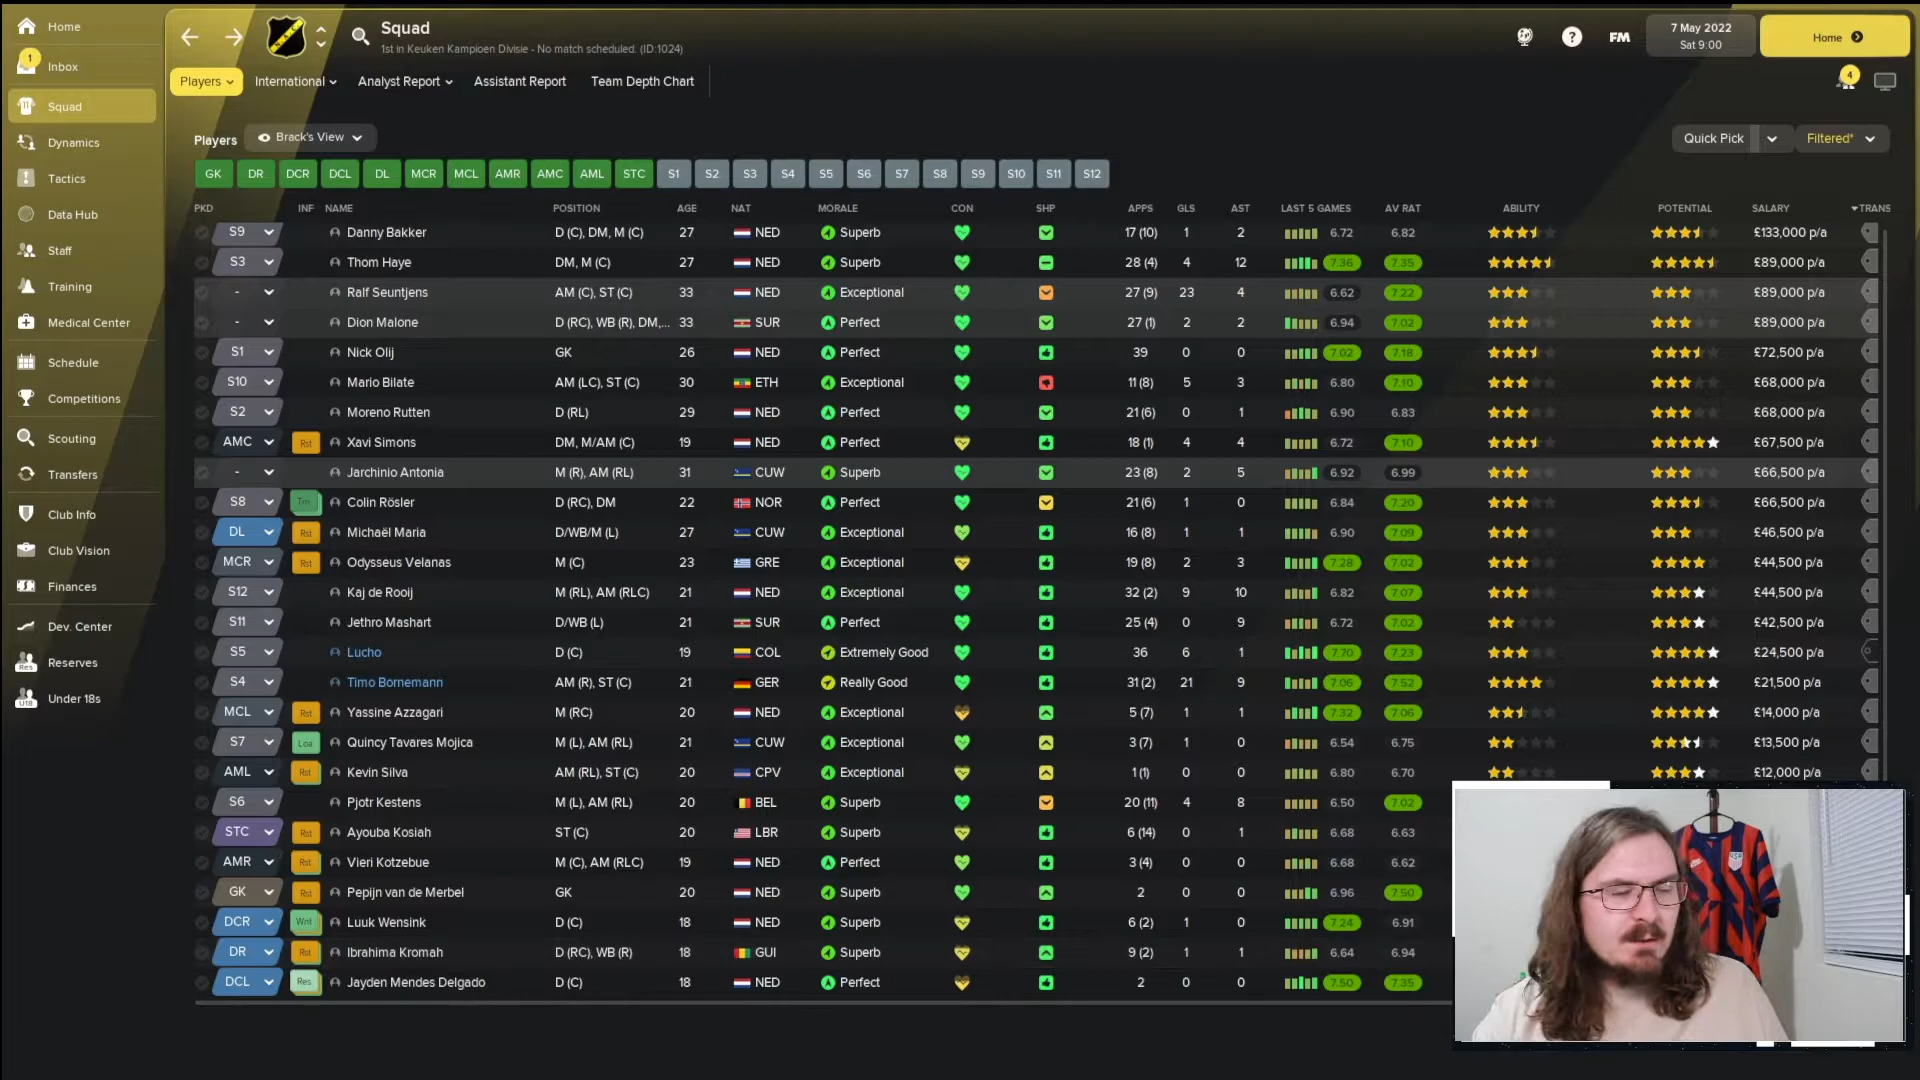 Home
1
Inbox
Squad
Dynamics
Tactics
Data Hub
Staff
Training
Medical Center
Schedule
Competitions
Scouting
Transfers
Club Info
Club Vision
Finances
Dev. Center
Res Reserves
U18 Under 18s
NAC
Squad
1st in Keuken Kampioen Divisie - No match scheduled. (ID:1024)
? FM
7 May 2022
Sat 9:00
Home
Players International Analyst Report Assistant Report Team Depth Chart
4
Players Brack's View
Quick Pick Filtered*
GK DR DCR DCL DL MCR MCL AMR AMC AML STC S1 S2 S3 S4 S5 S6 S7 S8 S9 S10 S11 S12
PKD INF NAME POSITION AGE NAT MORALE CON SHP APPS GLS AST LAST 5 GAMES AV RAT ABILITY POTENTIAL SALARY TRANS
S9 Danny Bakker D (C), DM, M (C) 27 NED Superb 17 (10) 1 2 6.72 6.82 £133,000 p/a
S3 Thom Haye DM, M (C) 27 NED Superb 28 (4) 4 12 7.36 7.35 £89,000 p/a
- Ralf Seuntjens AM (C), ST (C) 33 NED Exceptional 27 (9) 23 4 6.62 7.22 £89,000 p/a
- Dion Malone D (RC), WB (R), DM,... 33 SUR Perfect 27 (1) 2 2 6.94 7.02 £89,000 p/a
S1 Nick Olij GK 26 NED Perfect 39 0 0 7.02 7.18 £72,500 p/a
S10 Mario Bilate AM (LC), ST (C) 30 ETH Exceptional 11 (8) 5 3 6.80 7.10 £68,000 p/a
S2 Moreno Rutten D (RL) 29 NED Perfect 21 (6) 0 1 6.90 6.83 £68,000 p/a
AMC Rst Xavi Simons DM, M/AM (C) 19 NED Perfect 18 (1) 4 4 6.72 7.10 £67,500 p/a
- Jarchinio Antonia M (R), AM (RL) 31 CUW Superb 23 (8) 2 5 6.92 6.99 £66,500 p/a
S8 Trn Colin Rösler D (RC), DM 22 NOR Perfect 21 (6) 1 0 6.84 7.20 £66,500 p/a
DL Rst Michaël Maria D/WB/M (L) 27 CUW Exceptional 16 (8) 1 1 6.90 7.09 £46,500 p/a
MCR Rst Odysseus Velanas M (C) 23 GRE Exceptional 19 (8) 2 3 7.28 7.02 £44,500 p/a
S12 Kaj de Rooij M (RL), AM (RLC) 21 NED Exceptional 32 (2) 9 10 6.82 7.07 £44,500 p/a
S11 Jethro Mashart D/WB (L) 21 SUR Perfect 25 (4) 0 9 6.72 7.02 £42,500 p/a
S5 Lucho D (C) 19 COL Extremely Good 36 6 1 7.70 7.23 £24,500 p/a
S4 Timo Bornemann AM (R), ST (C) 21 GER Really Good 31 (2) 21 9 7.06 7.52 £21,500 p/a
MCL Rst Yassine Azzagari M (RC) 20 NED Exceptional 5 (7) 1 1 7.32 7.06 £14,000 p/a
S7 Loa Quincy Tavares Mojica M (L), AM (RL) 21 CUW Exceptional 3 (7) 1 0 6.54 6.75 £13,500 p/a
AML Rst Kevin Silva AM (RL), ST (C) 20 CPV Exceptional 1 (1) 0 0 6.80 6.70 £12,000 p/a
S6 Pjotr Kestens M (L), AM (RL) 20 BEL Superb 20 (11) 4 8 6.50 7.02
STC Rst Ayouba Kosiah ST (C) 20 LBR Superb 6 (14) 0 1 6.68 6.63
AMR Rst Vieri Kotzebue M (C), AM (RLC) 19 NED Perfect 3 (4) 0 0 6.68 6.62
GK Rst Pepijn van de Merbel GK 20 NED Superb 2 0 0 6.96 7.50
DCR Wnt Luuk Wensink D (C) 18 NED Superb 6 (2) 1 0 7.24 6.91
DR Rst Ibrahima Kromah D (RC), WB (R) 18 GUI Superb 9 (2) 1 1 6.64 6.94
DCL Res Jayden Mendes Delgado D (C) 18 NED Perfect 2 0 0 7.50 7.35